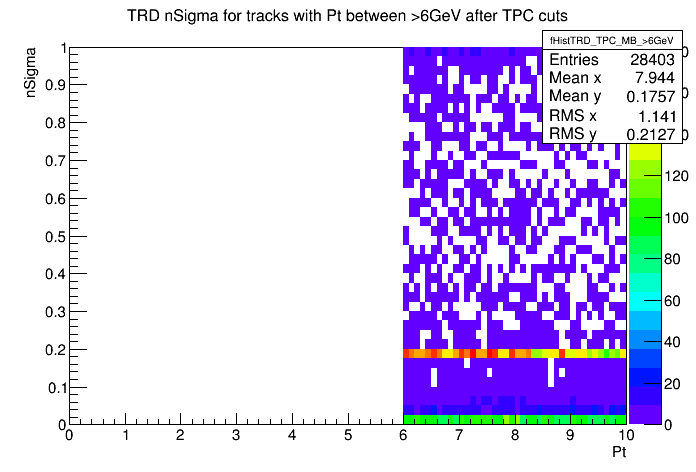 TRD nSigma for tracks with Pt between >6GeV after TPC cuts
fHistTRD_TPC_MB_>6GeV
Entries 28403
Mean x 7.944
Mean y 0.1757
RMS x 1.141
RMS y 0.2127
nSigma
1
0.9
0.8
0.7
0.6
0.5
0.4
0.3
0.2
0.1
0
0 1 2 3 4 5 6 7 8 9 10
Pt
120
100
80
60
40
20
0